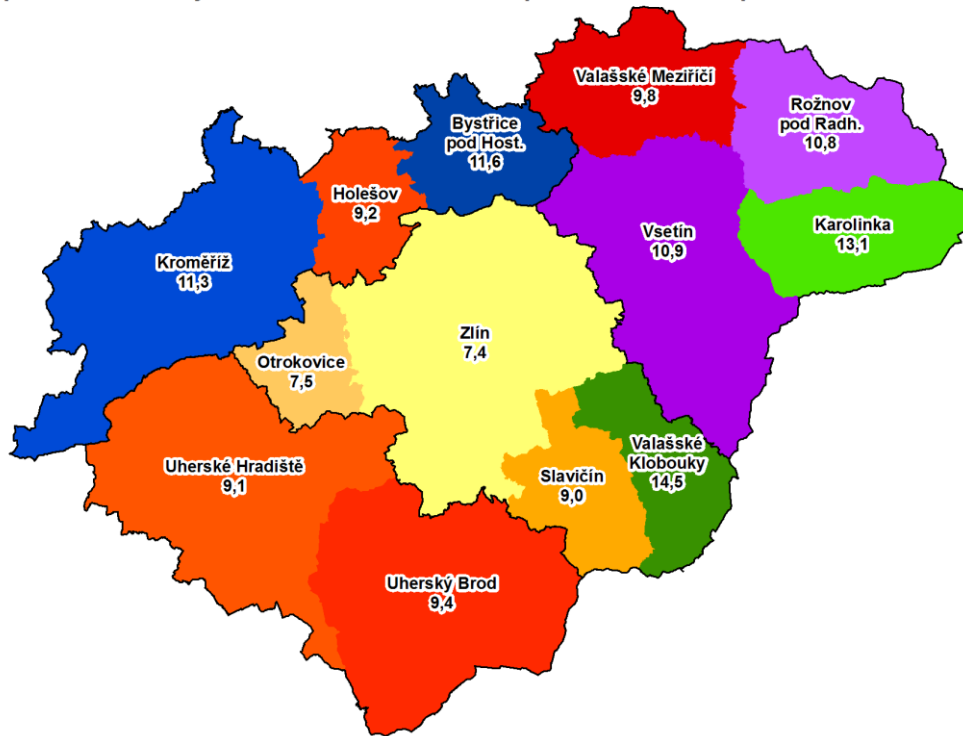 Valašské Meziříčí
9,8
Rožnov
pod Radh.
10,8
Bystřice
pod Host.
11,6
Holešov
9,2
Vsetín
10,9
Karolinka
13,1
Kroměříž
11,3
Zlín
7,4
Otrokovice
7,5
Valašské
Klobouky
14,5
Uherské Hradiště
9,1
Slavičín
9,0
Uherský Brod
9,4